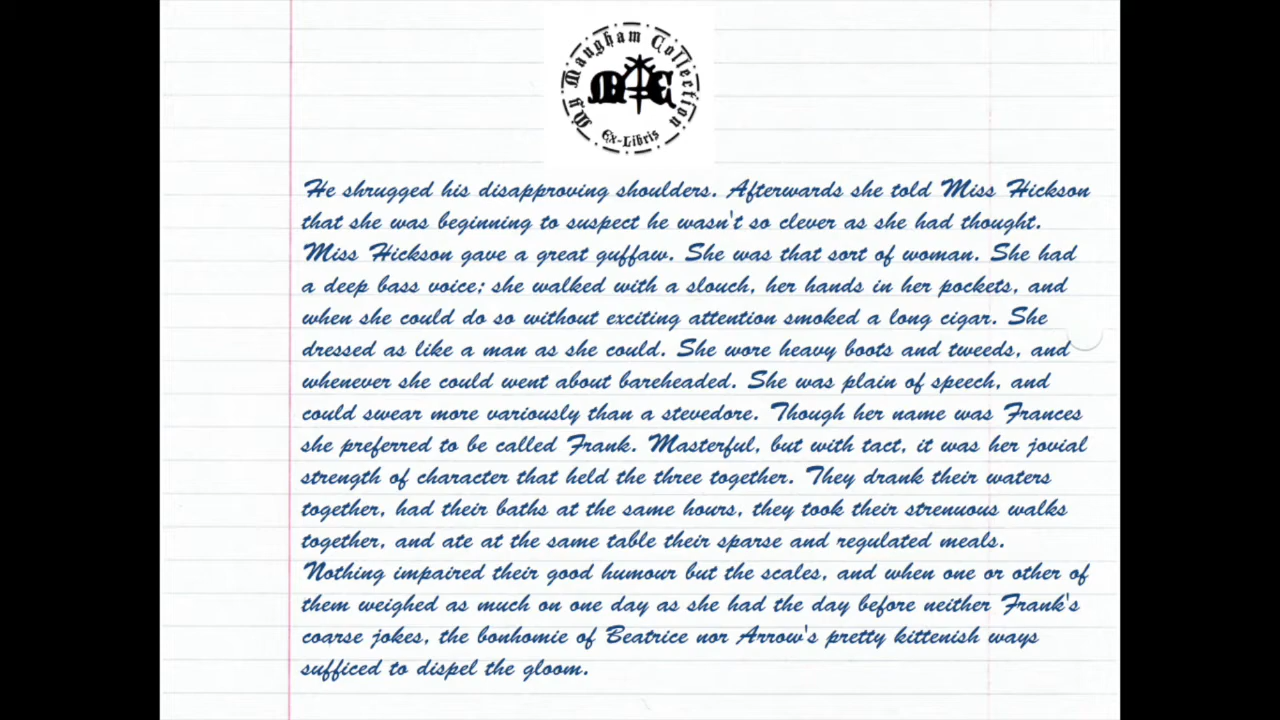 My Maugham Collection
MC
Ex-Libris
He shrugged his disapproving shoulders. Afterwards she told Miss Hickson
that she was beginning to suspect he wasn't so clever as she had thought.
Miss Hickson gave a great guffaw. She was that sort of woman. She had
a deep bass voice; she walked with a slouch, her hands in her pockets, and
when she could do so without exciting attention smoked a long cigar. She
dressed as like a man as she could. She wore heavy boots and tweeds, and
whenever she could went about bareheaded. She was plain of speech, and
could swear more variously than a stevedore. Though her name was Frances
she preferred to be called Frank. Masterful, but with tact, it was her jovial
strength of character that held the three together. They drank their waters
together, had their baths at the same hours, they took their strenuous walks
together, and ate at the same table their sparse and regulated meals.
Nothing impaired their good humour but the scales, and when one or other of
them weighed as much on one day as she had the day before neither Frank's
coarse jokes, the bonhomie of Beatrice nor Arrow's pretty kittenish ways
sufficed to dispel the gloom.